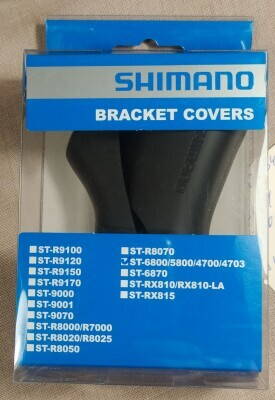 SHIMANO
SHIMANO
BRACKET COVERS
ST-R9100
ST-R9120
ST-R9150
ST-R9170
ST-9000
ST-9001
ST-9070
ST-R8000/R7000
ST-R8020/R8025
ST-R8050
ST-R8070
ST-6800/5800/4700/4703
ST-6870
ST-RX810/RX810-LA
ST-RX815